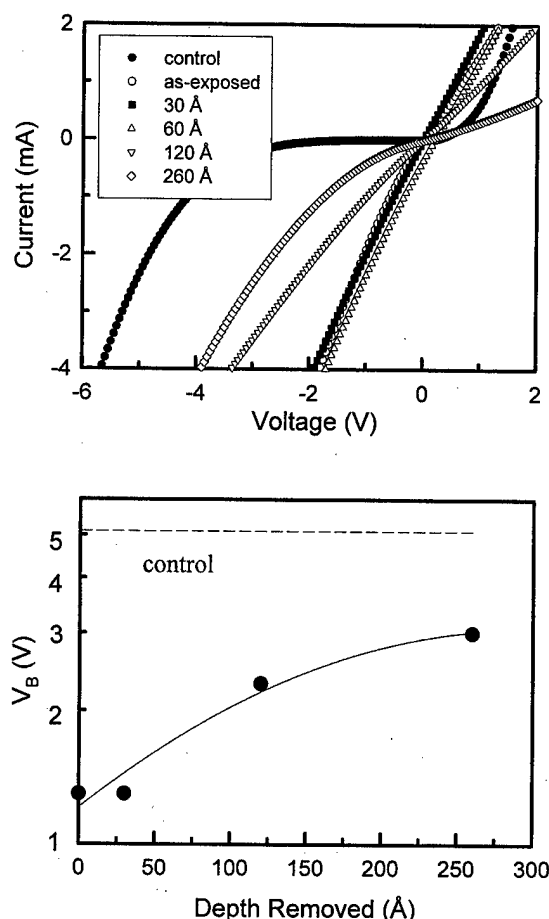 2
0
-2
-4
Current (mA)
control
as-exposed
30 Å
60 Å
120 Å
260 Å
-6
-4
-2
0
2
Voltage (V)
5
4
3
2
1
V_B (V)
control
0
50
100
150
200
250
300
Depth Removed (Å)